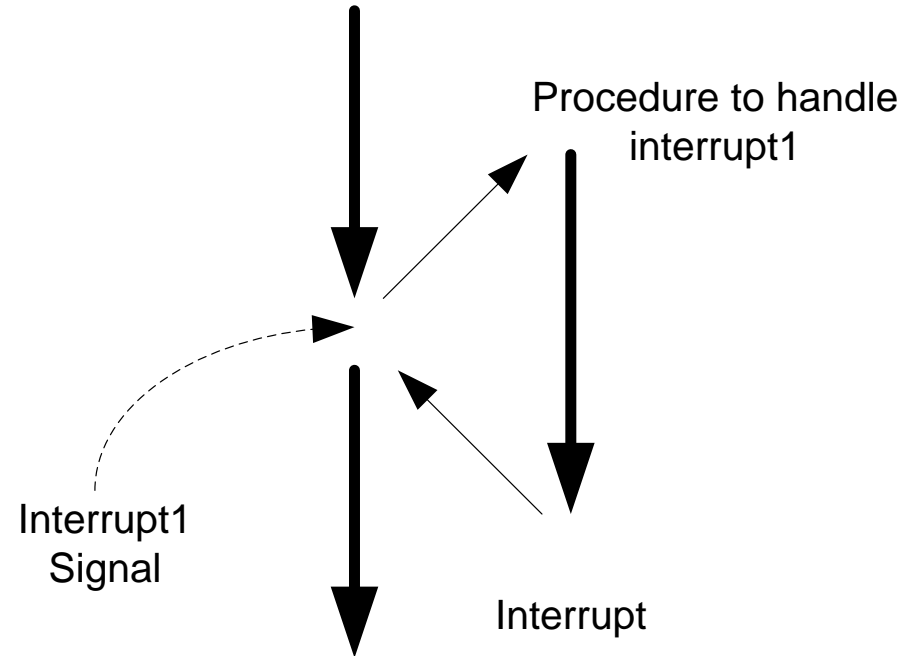 Procedure to handle
interrupt1
Interrupt1
Signal
Interrupt